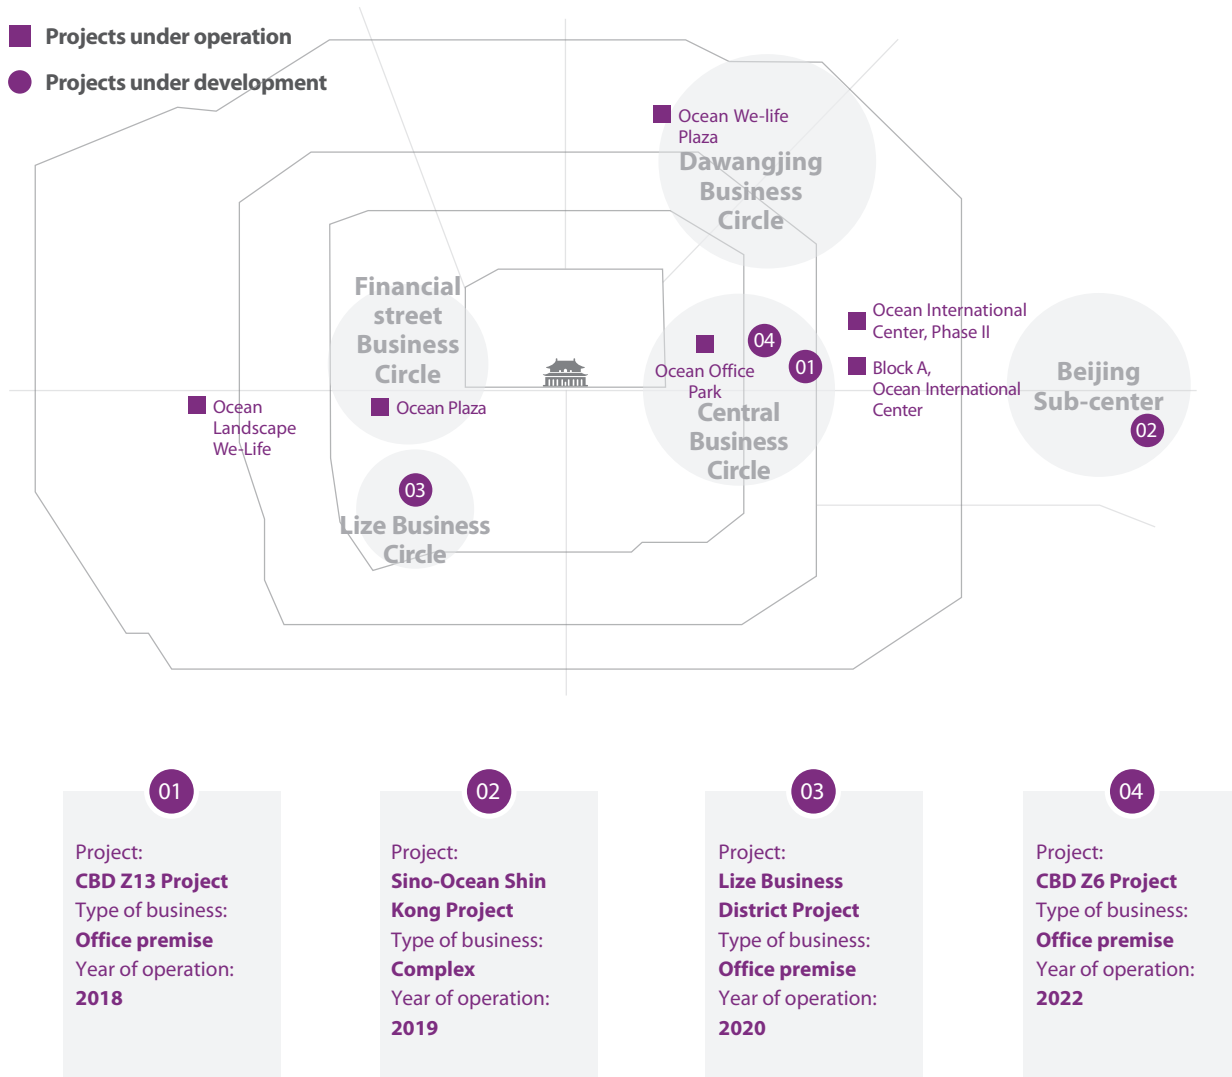 Projects under operation
Projects under development
Ocean We-life
Plaza
Dawangjing
Business
Circle
Financial
street
Business
Circle
Ocean Plaza
Ocean
Landscape
We-Life
03
Lize Business
Circle
04
01
Ocean Office
Park
Central
Business
Circle
Ocean International
Center, Phase II
Block A,
Ocean International
Center
Beijing
Sub-center
02
01
Project:
CBD Z13 Project
Type of business:
Office premise
Year of operation:
2018
02
Project:
Sino-Ocean Shin
Kong Project
Type of business:
Complex
Year of operation:
2019
03
Project:
Lize Business
District Project
Type of business:
Office premise
Year of operation:
2020
04
Project:
CBD Z6 Project
Type of business:
Office premise
Year of operation:
2022